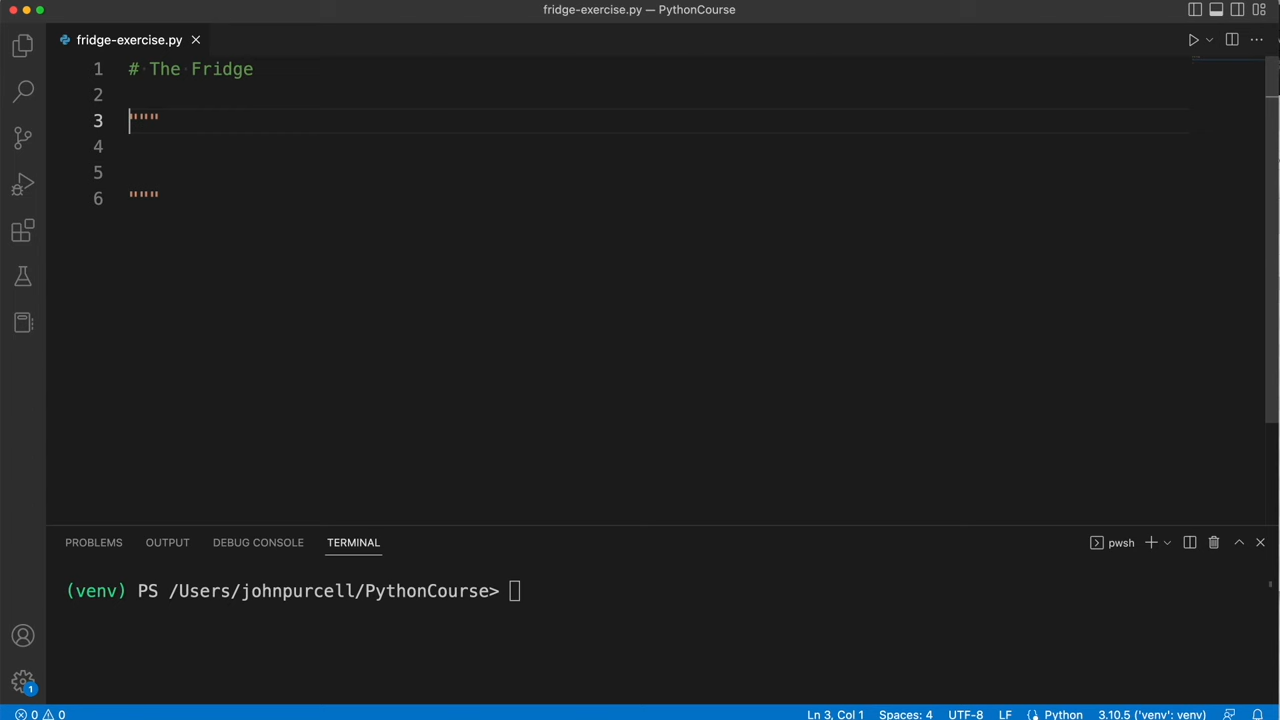 fridge-exercise.py — PythonCourse
fridge-exercise.py
1 # The Fridge
2
3 """
4
5
6 """
PROBLEMS OUTPUT DEBUG CONSOLE TERMINAL
pwsh
(venv) PS /Users/johnpurcell/PythonCourse>
1
0 0 Ln 3, Col 1 Spaces: 4 UTF-8 LF Python 3.10.5 ('venv': venv)